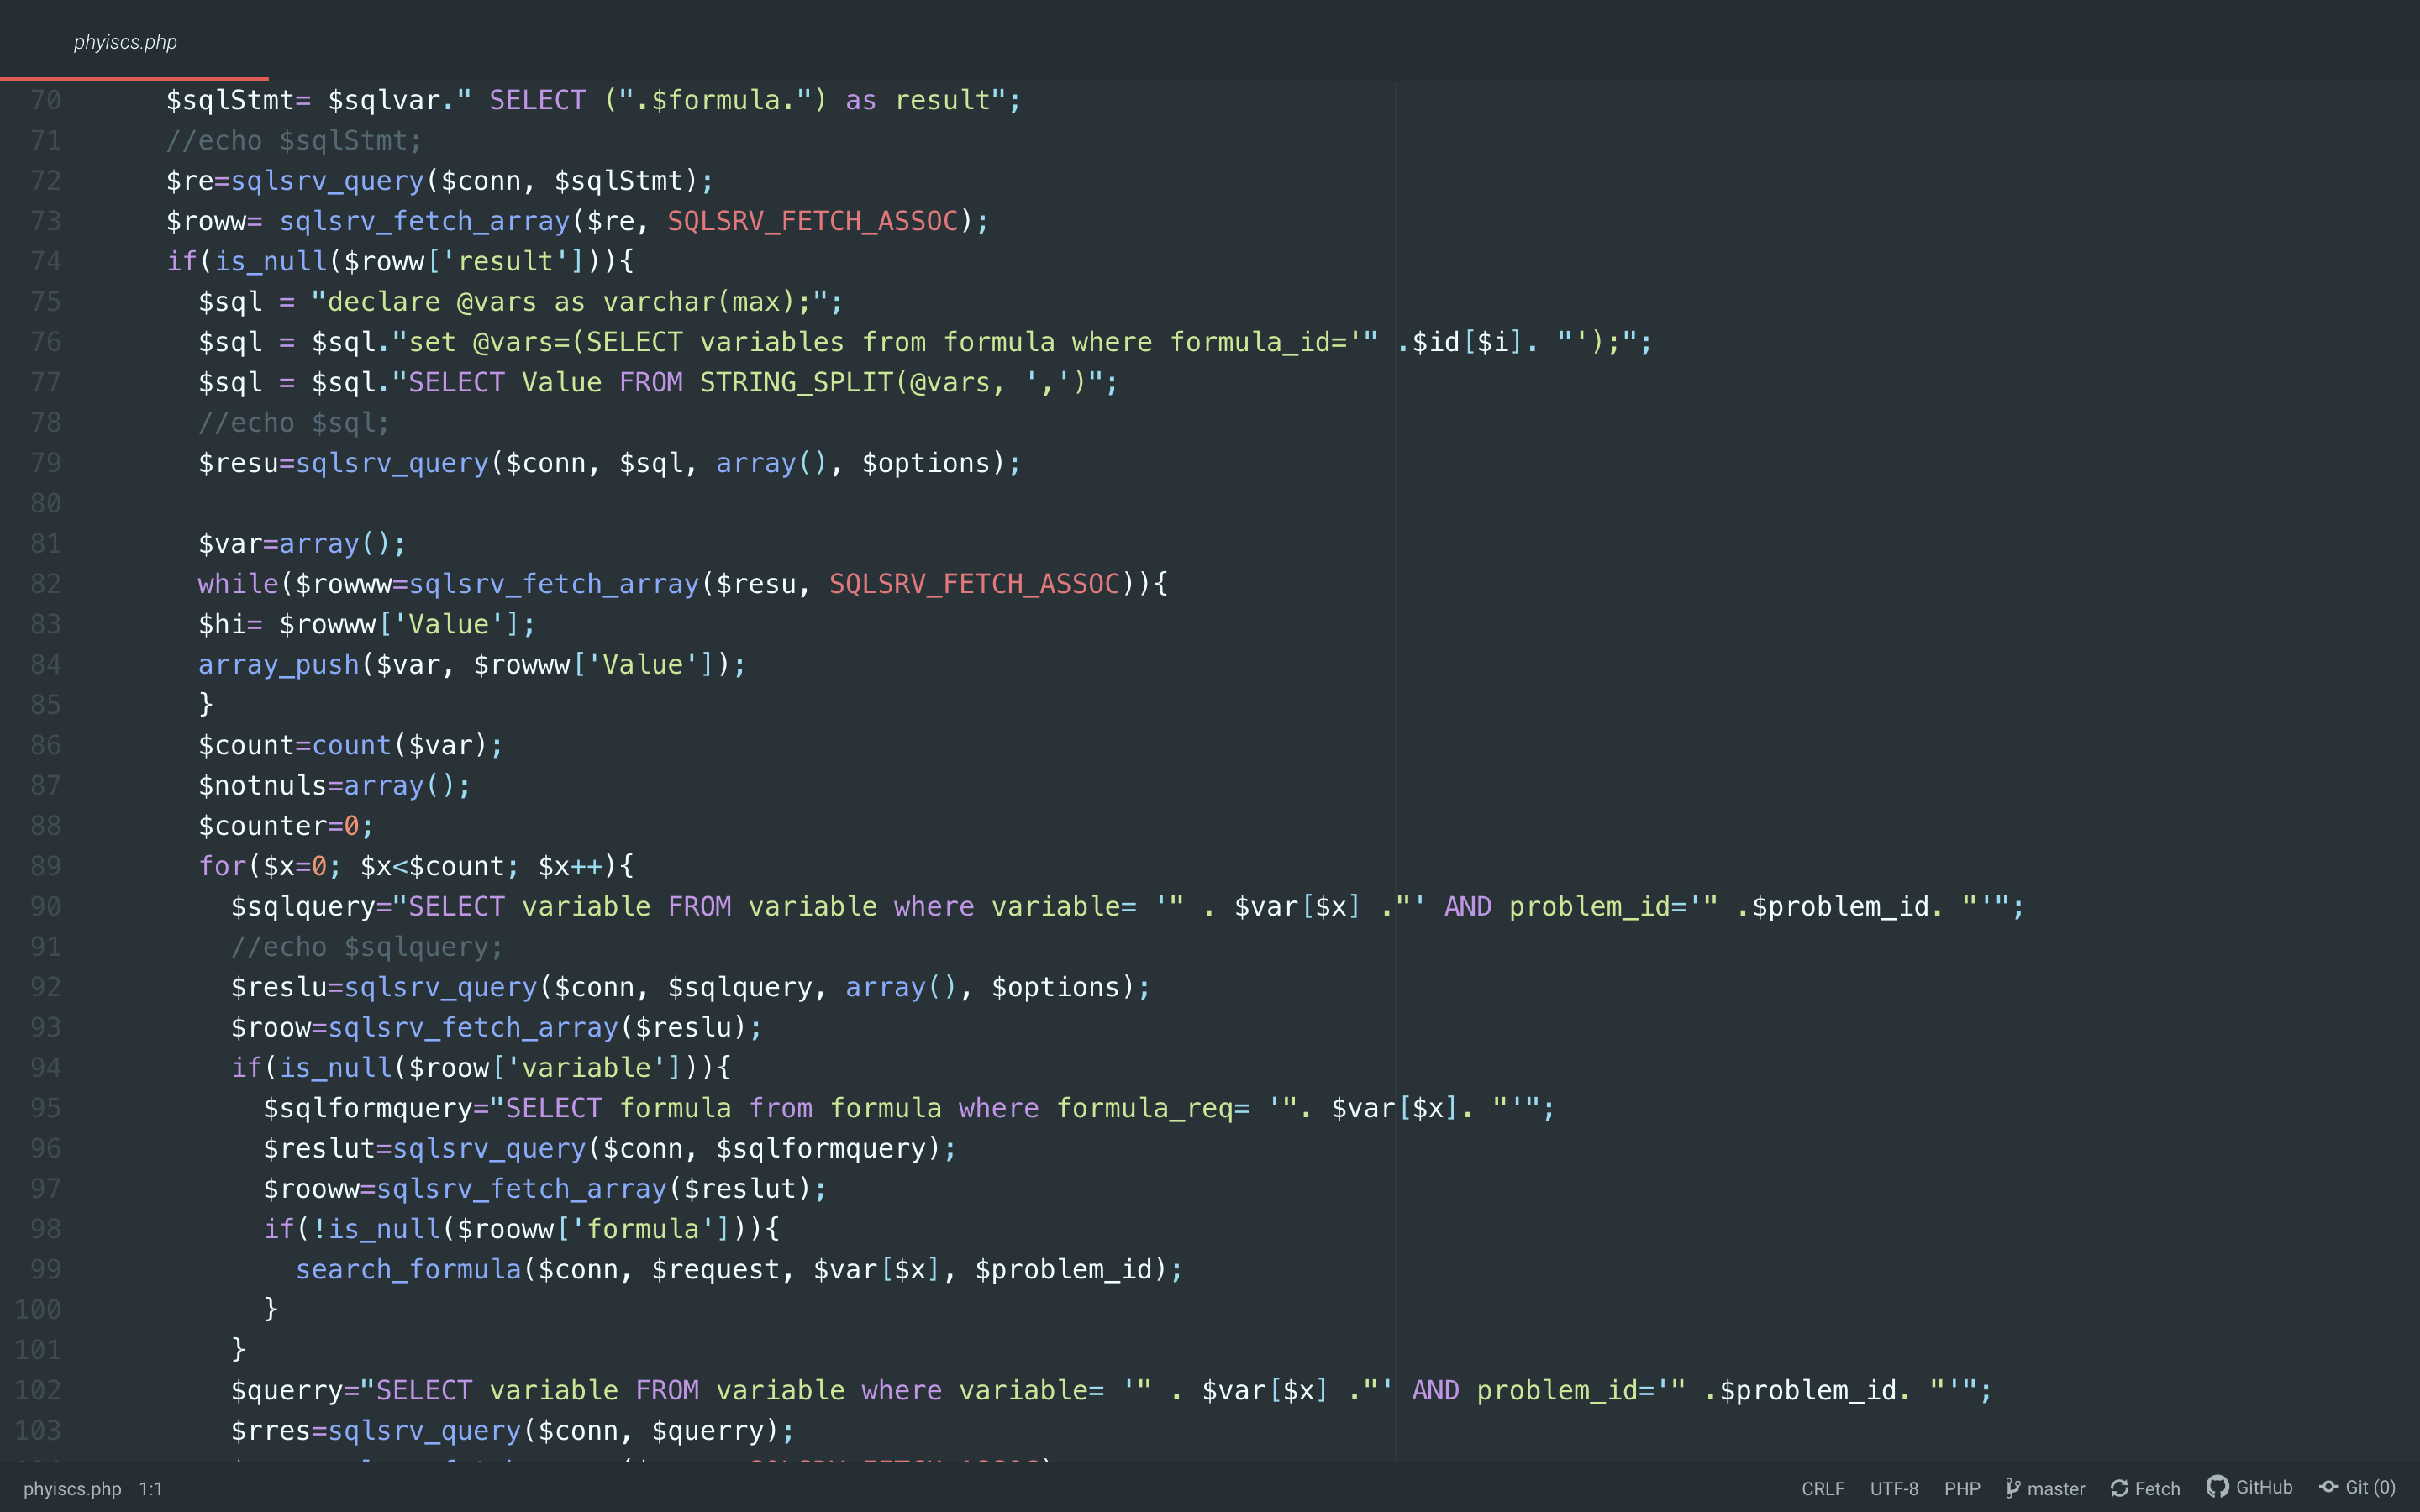 phyiscs.php
70 $sqlStmt= $sqlvar." SELECT (".$formula.") as result";
71 //echo $sqlStmt;
72 $re=sqlsrv_query($conn, $sqlStmt);
73 $roww= sqlsrv_fetch_array($re, SQLSRV_FETCH_ASSOC);
74 if(is_null($roww['result'])){
75 $sql = "declare @vars as varchar(max);";
76 $sql = $sql."set @vars=(SELECT variables from formula where formula_id='" .$id[$i]. "');";
77 $sql = $sql."SELECT Value FROM STRING_SPLIT(@vars, ',')";
78 //echo $sql;
79 $resu=sqlsrv_query($conn, $sql, array(), $options);
80
81 $var=array();
82 while($rowww=sqlsrv_fetch_array($resu, SQLSRV_FETCH_ASSOC)){
83 $hi= $rowww['Value'];
84 array_push($var, $rowww['Value']);
85 }
86 $count=count($var);
87 $notnuls=array();
88 $counter=0;
89 for($x=0; $x<$count; $x++){
90 $sqlquery="SELECT variable FROM variable where variable= '" . $var[$x] ."' AND problem_id='" .$problem_id. "'";
91 //echo $sqlquery;
92 $reslu=sqlsrv_query($conn, $sqlquery, array(), $options);
93 $roow=sqlsrv_fetch_array($reslu);
94 if(is_null($roow['variable'])){
95 $sqlformquery="SELECT formula from formula where formula_req= '". $var[$x]. "'";
96 $reslut=sqlsrv_query($conn, $sqlformquery);
97 $rooww=sqlsrv_fetch_array($reslut);
98 if(!is_null($rooww['formula'])){
99 search_formula($conn, $request, $var[$x], $problem_id);
100 }
101 }
102 $querry="SELECT variable FROM variable where variable= '" . $var[$x] ."' AND problem_id='" .$problem_id. "'";
103 $rres=sqlsrv_query($conn, $querry);
phyiscs.php 1:1 CRLF UTF-8 PHP master Fetch GitHub Git (0)